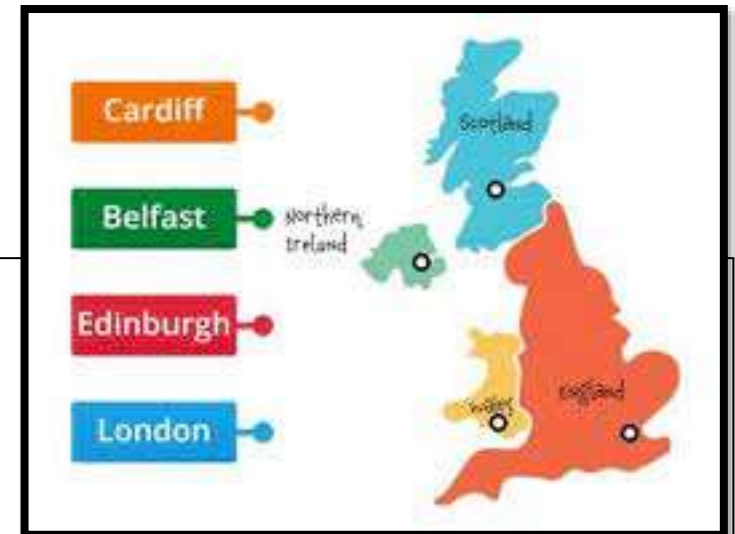 Cardiff
Belfast
Edinburgh
London
Scotland
Northern
Ireland
Wales
England